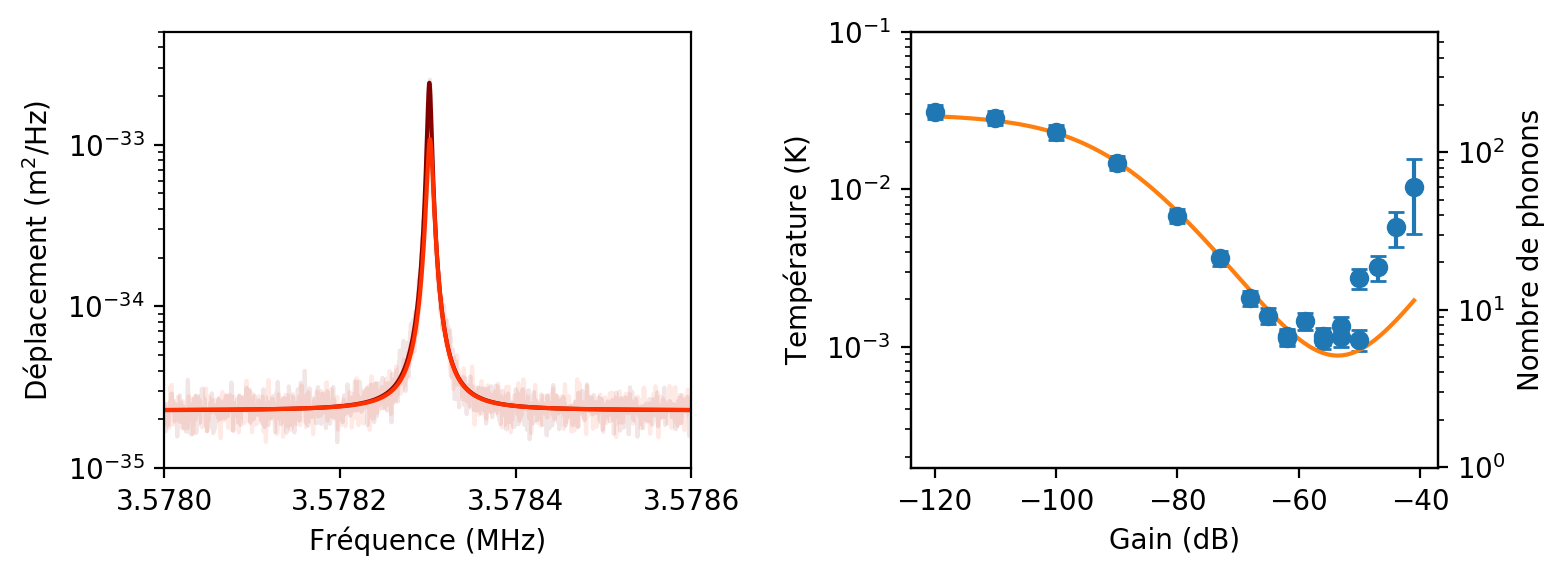 Déplacement (m²/Hz)
10⁻³³
10⁻³⁴
10⁻³⁵
3.5780 3.5782 3.5784 3.5786
Fréquence (MHz)
Température (K)
10⁻¹
10⁻²
10⁻³
−120 −100 −80 −60 −40
Gain (dB)
10²
10¹
10⁰
Nombre de phonons